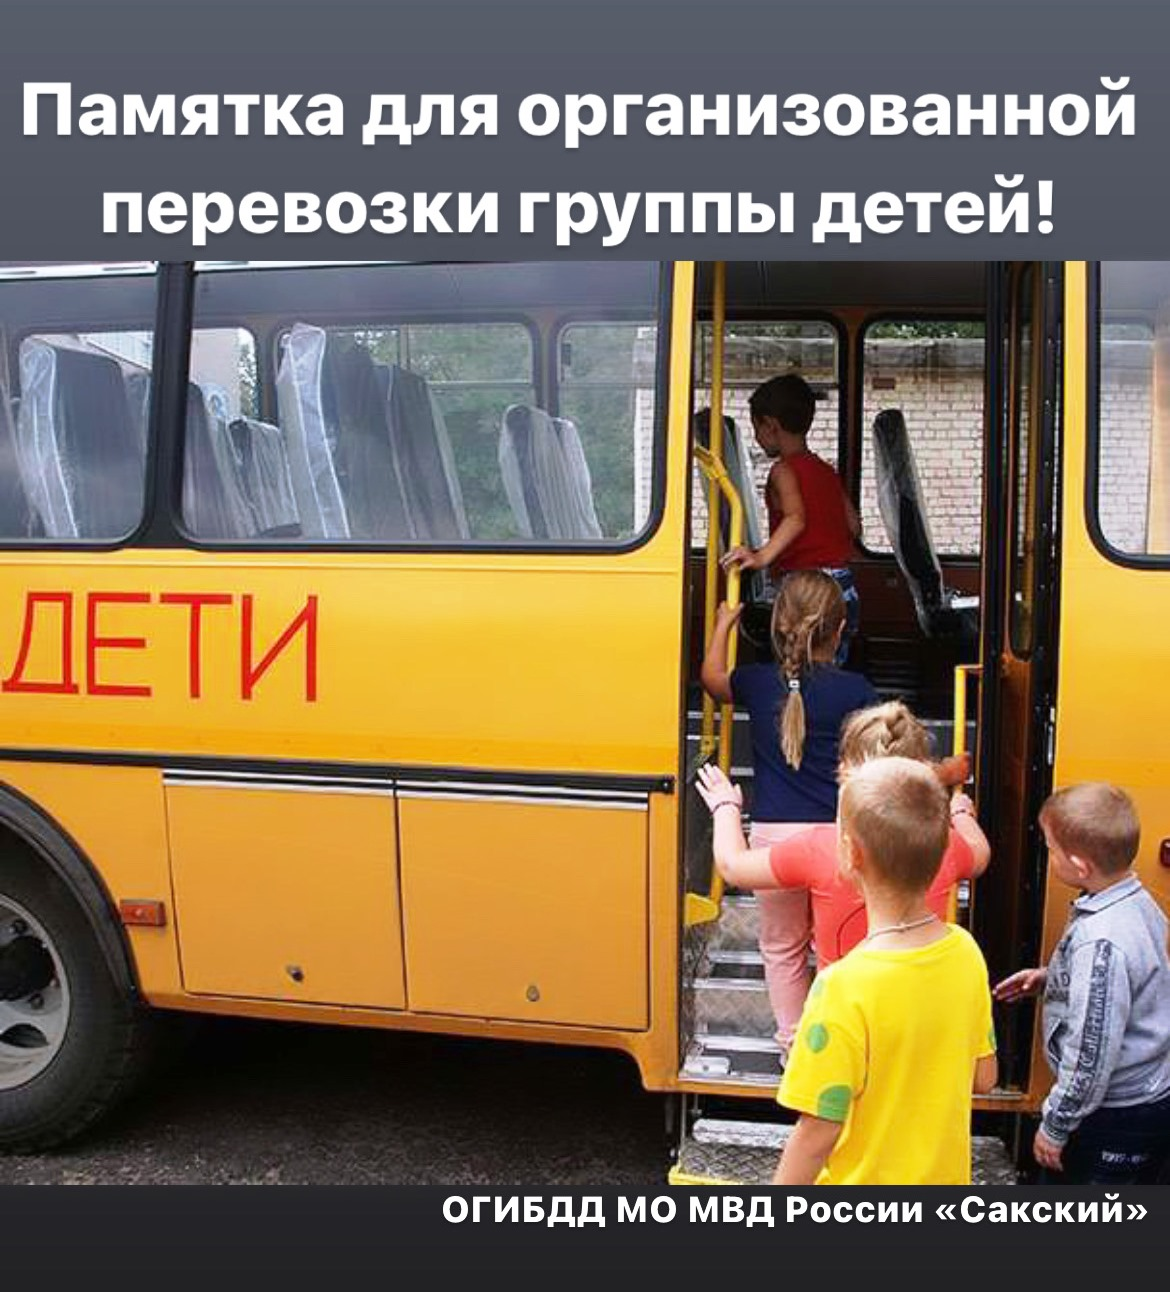 Памятка для организованной
перевозки группы детей!
ДЕТИ
ОГИБДД МО МВД России «Сакский»